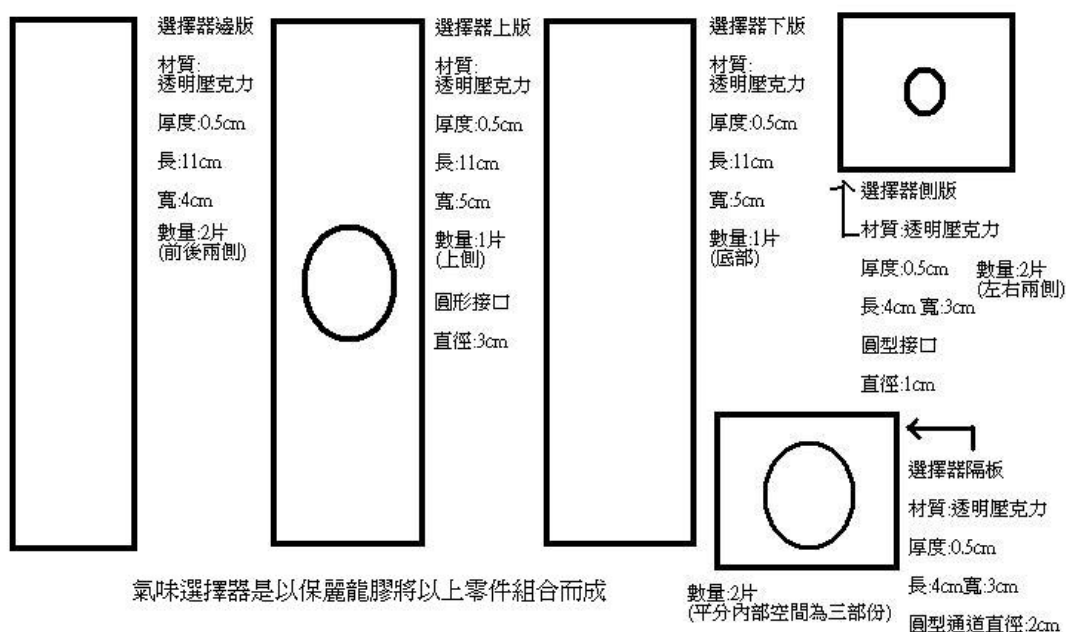 選擇器邊版
材質:
透明壓克力
厚度:0.5cm
長:11cm
寬:4cm
數量:2片
(前後兩側)
選擇器上版
材質:
透明壓克力
厚度:0.5cm
長:11cm
寬:5cm
數量:1片
(上側)
圓形接口
直徑:3cm
選擇器下版
材質:
透明壓克力
厚度:0.5cm
長:11cm
寬:5cm
數量:1片
(底部)
選擇器側版
材質:透明壓克力
厚度:0.5cm
數量:2片
(左右兩側)
長:4cm 寬:3cm
圓型接口
直徑:1cm
選擇器隔板
材質:透明壓克力
厚度:0.5cm
長:4cm寬:3cm
圓型通道直徑:2cm
數量:2片
(平分內部空間為三部份)
氣味選擇器是以保麗龍膠將以上零件組合而成